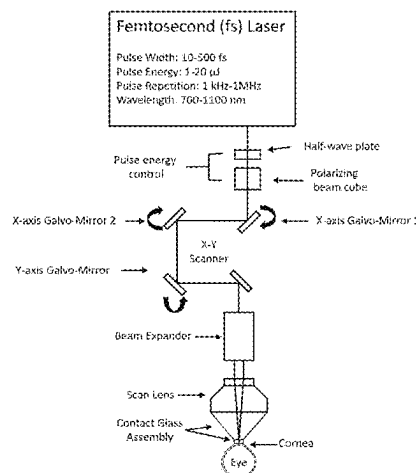 Femtosecond (fs) Laser
Pulse Width: 10-500 fs
Pulse Energy: 1-20 µJ
Pulse Repetition: 1 kHz-1MHz
Wavelength: 700-1100 nm
Half-wave plate
Pulse energy
control
Polarizing
beam cube
X-axis Galvo-Mirror 2
X-axis Galvo-Mirror 1
X-Y
Scanner
Y-axis Galvo-Mirror
Beam Expander
Scan Lens
Contact Glass
Assembly
Cornea
Eye